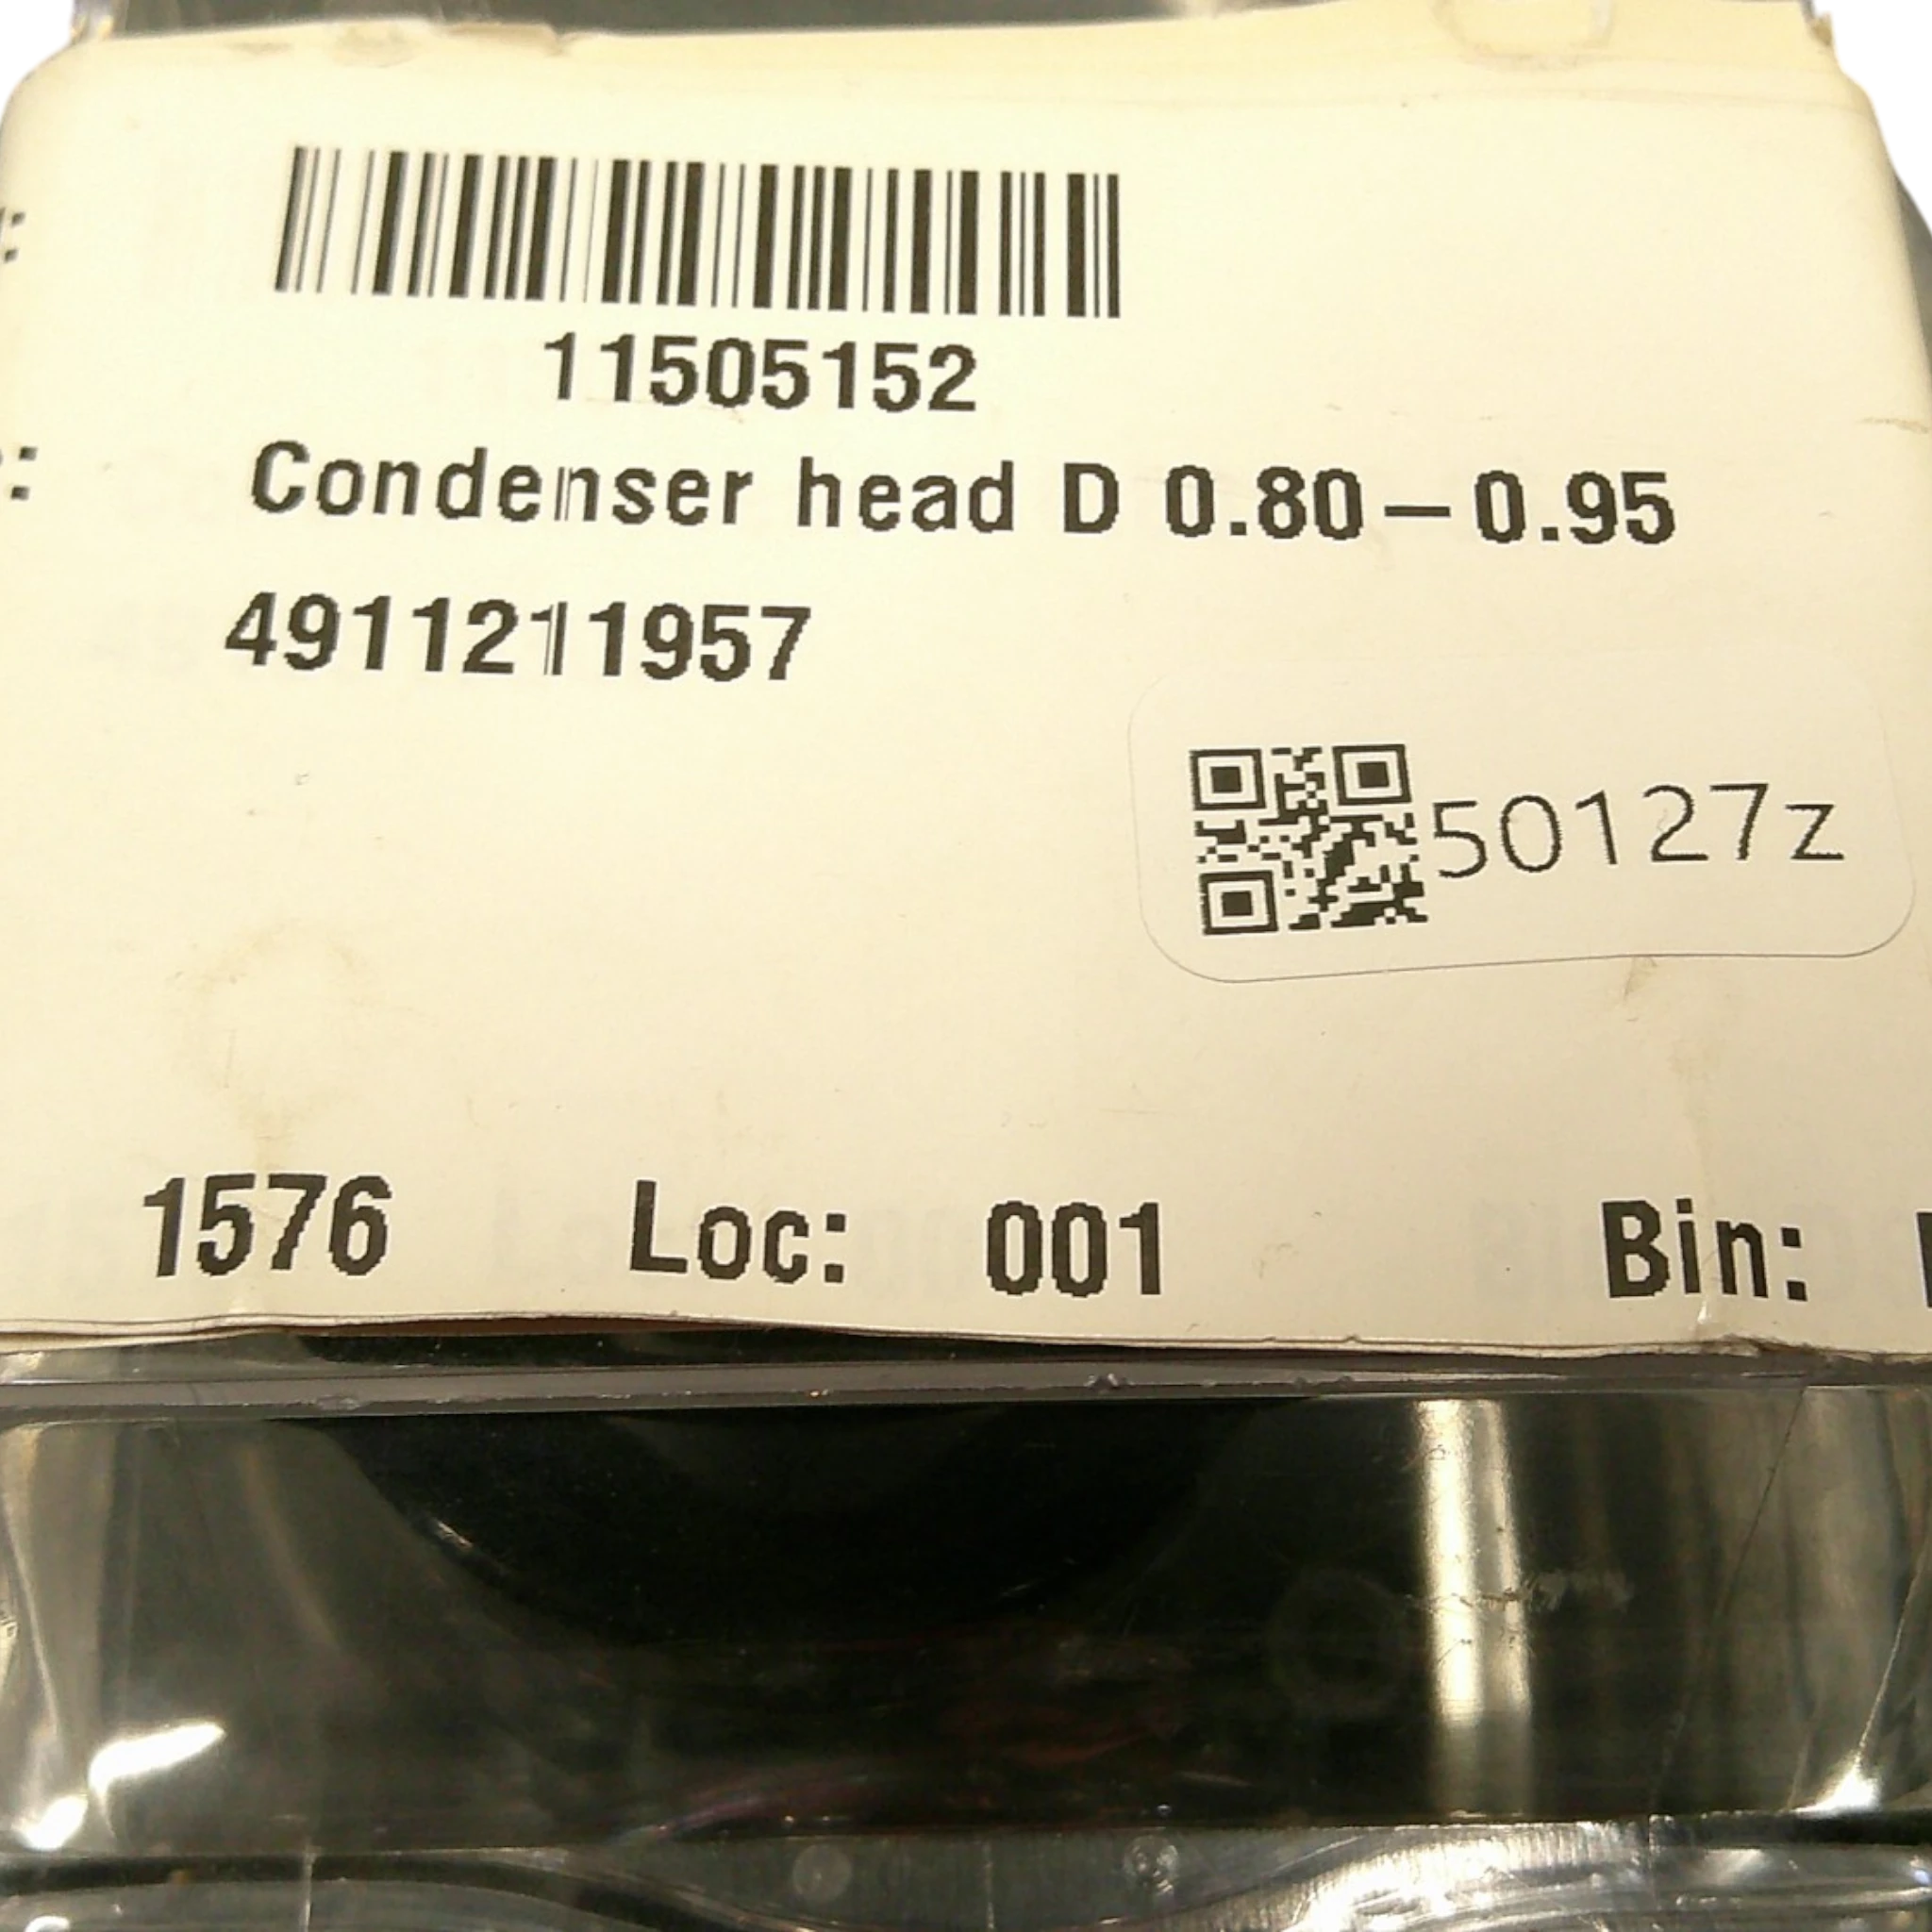 11505152
Condenser head D 0.80-0.95
4911211957
50127z
1576 Loc: 001 Bin: